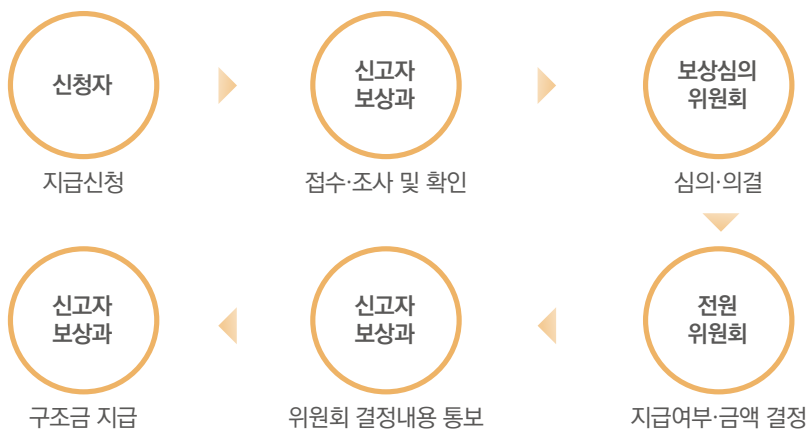 신청자
지급신청
신고자
보상과
접수·조사 및 확인
보상심의
위원회
심의·의결
전원
위원회
지급여부·금액 결정
신고자
보상과
위원회 결정내용 통보
신고자
보상과
구조금 지급